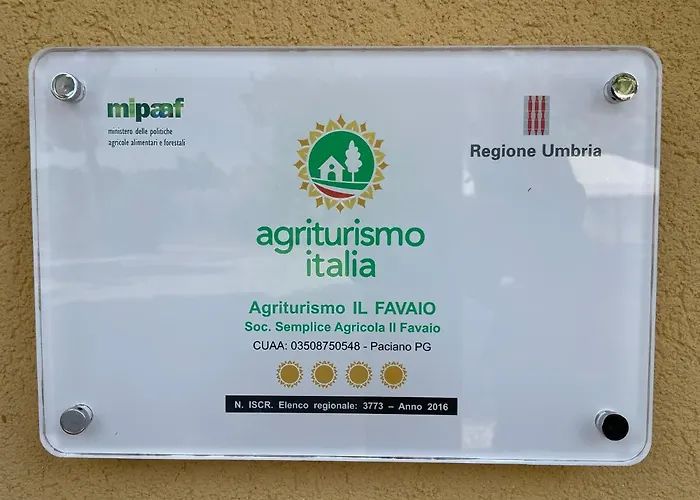 mipaaf
ministero delle politiche
agricole alimentari e forestali
Regione Umbria
agriturismo
italia
Agriturismo IL FAVAIO
Soc. Semplice Agricola Il Favaio
CUAA: 03508750548 - Paciano PG
N. ISCR. Elenco regionale: 3773 – Anno 2016